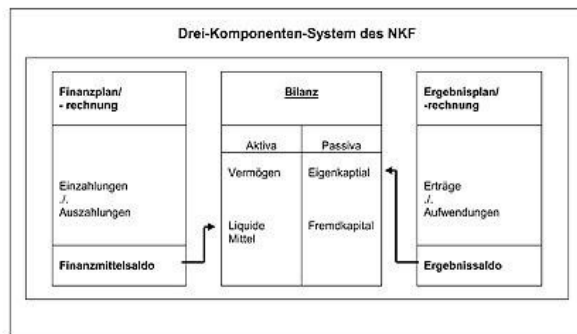 Drei-Komponenten-System des NKF
Finanzplan/
- rechnung
Einzahlungen
./.
Auszahlungen
Finanzmittelsaldo
Bilanz
Aktiva
Passiva
Vermögen
Eigenkaptial
Liquide
Mittel
Fremdkapital
Ergebnisplan/
-rechnung
Erträge
./.
Aufwendungen
Ergebnissaldo